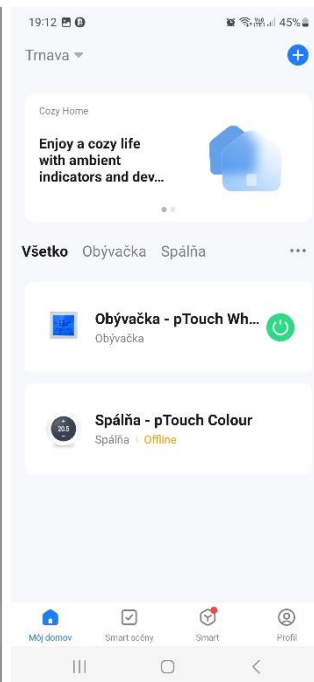 19:12 45%
Trnava
Cozy Home
Enjoy a cozy life
with ambient
indicators and dev...
Všetko Obývačka Spálňa
Obývačka - pTouch Wh...
Obývačka
20.5
Spálňa - pTouch Colour
Spálňa Offline
Môj domov Smart scény Smart Profil